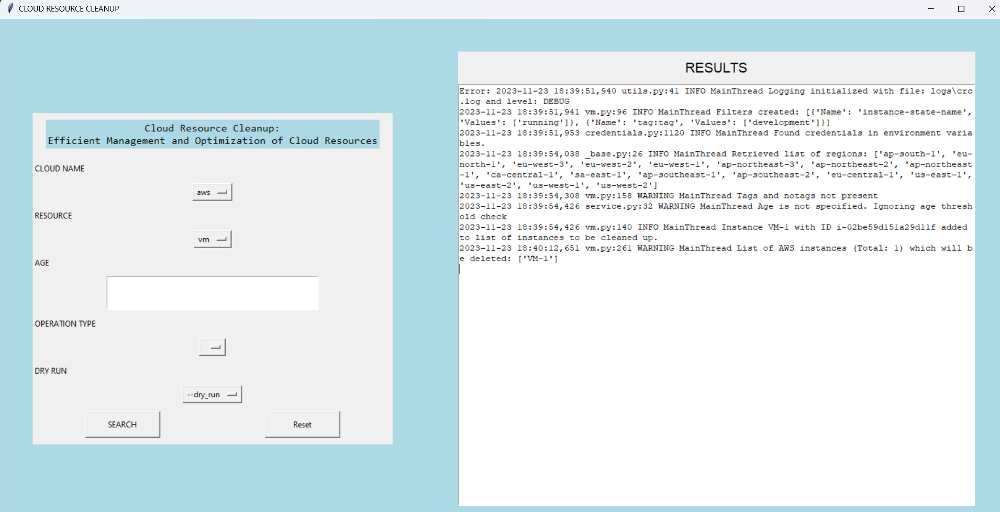 CLOUD RESOURCE CLEANUP
Cloud Resource Cleanup:
Efficient Management and Optimization of Cloud Resources
CLOUD NAME
aws
RESOURCE
vm
AGE
OPERATION TYPE
DRY RUN
--dry_run
SEARCH
Reset
RESULTS
Error: 2023-11-23 18:39:51,940 utils.py:41 INFO MainThread Logging initialized with file: logs\crc
.log and level: DEBUG
2023-11-23 18:39:51,941 vm.py:96 INFO MainThread Filters created: [{'Name': 'instance-state-name',
'Values': ['running']}, {'Name': 'tag:tag', 'Values': ['development']}]
2023-11-23 18:39:51,953 credentials.py:1120 INFO MainThread Found credentials in environment varia
bles.
2023-11-23 18:39:54,038 _base.py:26 INFO MainThread Retrieved list of regions: ['ap-south-1', 'eu-
north-1', 'eu-west-3', 'eu-west-2', 'eu-west-1', 'ap-northeast-3', 'ap-northeast-2', 'ap-northeast
-1', 'ca-central-1', 'sa-east-1', 'ap-southeast-1', 'ap-southeast-2', 'eu-central-1', 'us-east-1',
'us-east-2', 'us-west-1', 'us-west-2']
2023-11-23 18:39:54,308 vm.py:158 WARNING MainThread Tags and notags not present
2023-11-23 18:39:54,426 service.py:32 WARNING MainThread Age is not specified. Ignoring age thresh
old check
2023-11-23 18:39:54,426 vm.py:140 INFO MainThread Instance VM-1 with ID i-02be59d151a29d11f added
to list of instances to be cleaned up.
2023-11-23 18:40:12,651 vm.py:261 WARNING MainThread List of AWS instances (Total: 1) which will b
e deleted: ['VM-1']